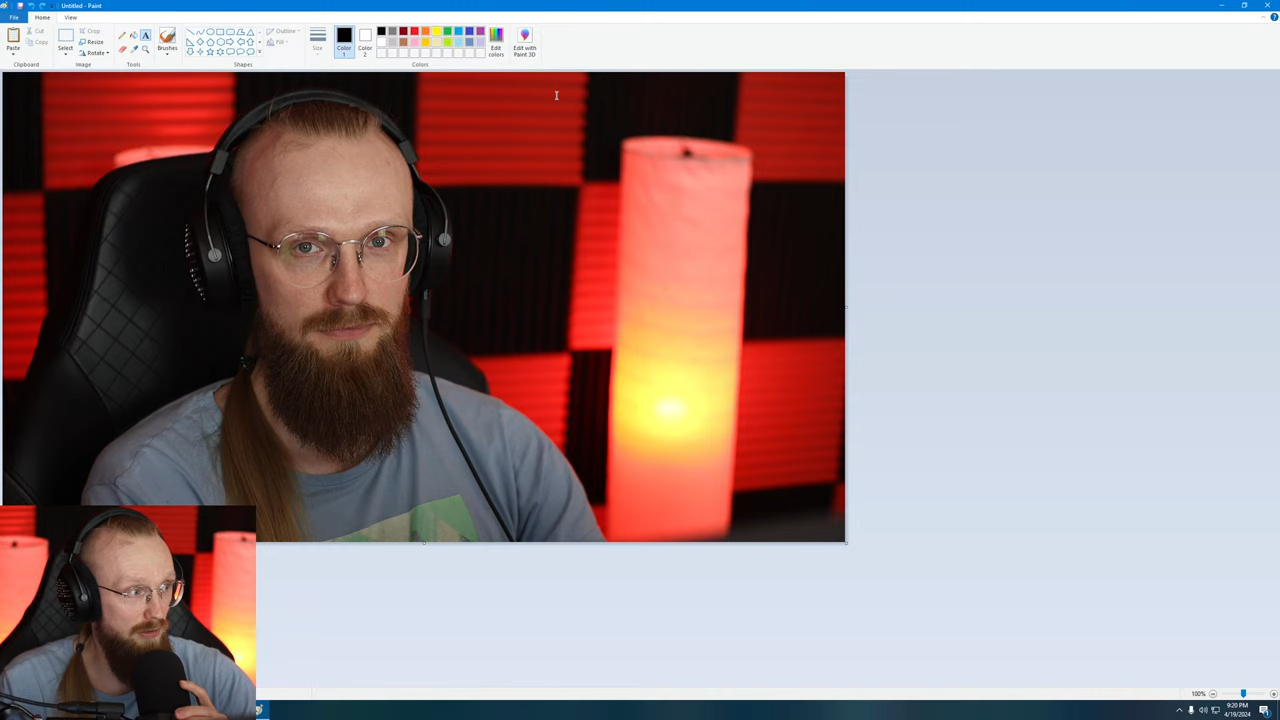 Untitled - Paint
File Home View
Cut
Copy
Paste
Clipboard
Select
Crop
Resize
Rotate
Image
Tools
Brushes
Shapes
Outline
Fill
Size
Color 1
Color 2
Colors
Edit colors
Edit with Paint 3D
100%
9:20 PM
4/19/2024